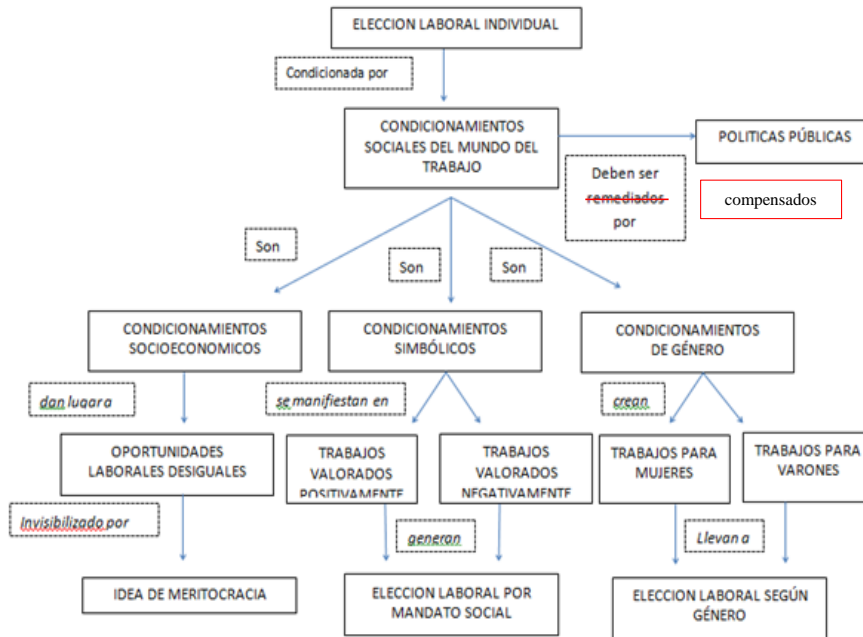 ELECCION LABORAL INDIVIDUAL
Condicionada por
CONDICIONAMIENTOS
SOCIALES DEL MUNDO DEL
TRABAJO
POLITICAS PÚBLICAS
Deben ser
remediados
por
compensados
Son
Son
Son
CONDICIONAMIENTOS
SOCIOECONOMICOS
CONDICIONAMIENTOS
SIMBÓLICOS
CONDICIONAMIENTOS
DE GÉNERO
dan lugar a
se manifiestan en
crean
OPORTUNIDADES
LABORALES DESIGUALES
TRABAJOS
VALORADOS
POSITIVAMENTE
TRABAJOS
VALORADOS
NEGATIVAMENTE
TRABAJOS PARA
MUJERES
TRABAJOS PARA
VARONES
Invisibilizado por
generan
Llevan a
IDEA DE MERITOCRACIA
ELECCION LABORAL POR
MANDATO SOCIAL
ELECCION LABORAL SEGÚN
GÉNERO